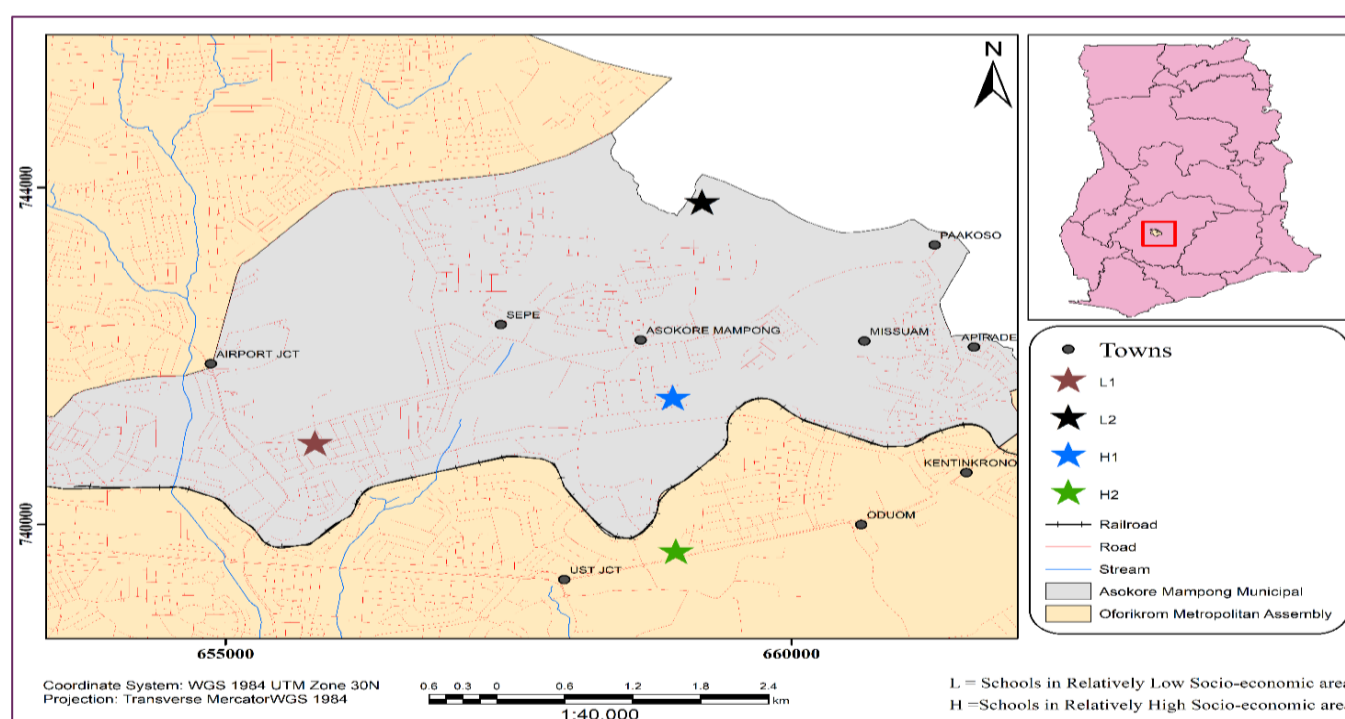 N
744000
740000
655000
660000
PAAKOSO
SEPE
ASOKORE MAMPONG
MISSUAM
APIRADE
AIRPORT JCT
KENTINKRONO
ODUOM
UST JCT
Towns
L1
L2
H1
H2
Railroad
Road
Stream
Asokore Mampong Municipal
Oforikrom Metropolitan Assembly
Coordinate System: WGS 1984 UTM Zone 30N
Projection: Transverse MercatorWGS 1984
0.6 0.3 0 0.6 1.2 1.8 2.4
km
1:40,000
L = Schools in Relatively Low Socio-economic area
H =Schools in Relatively High Socio-economic area